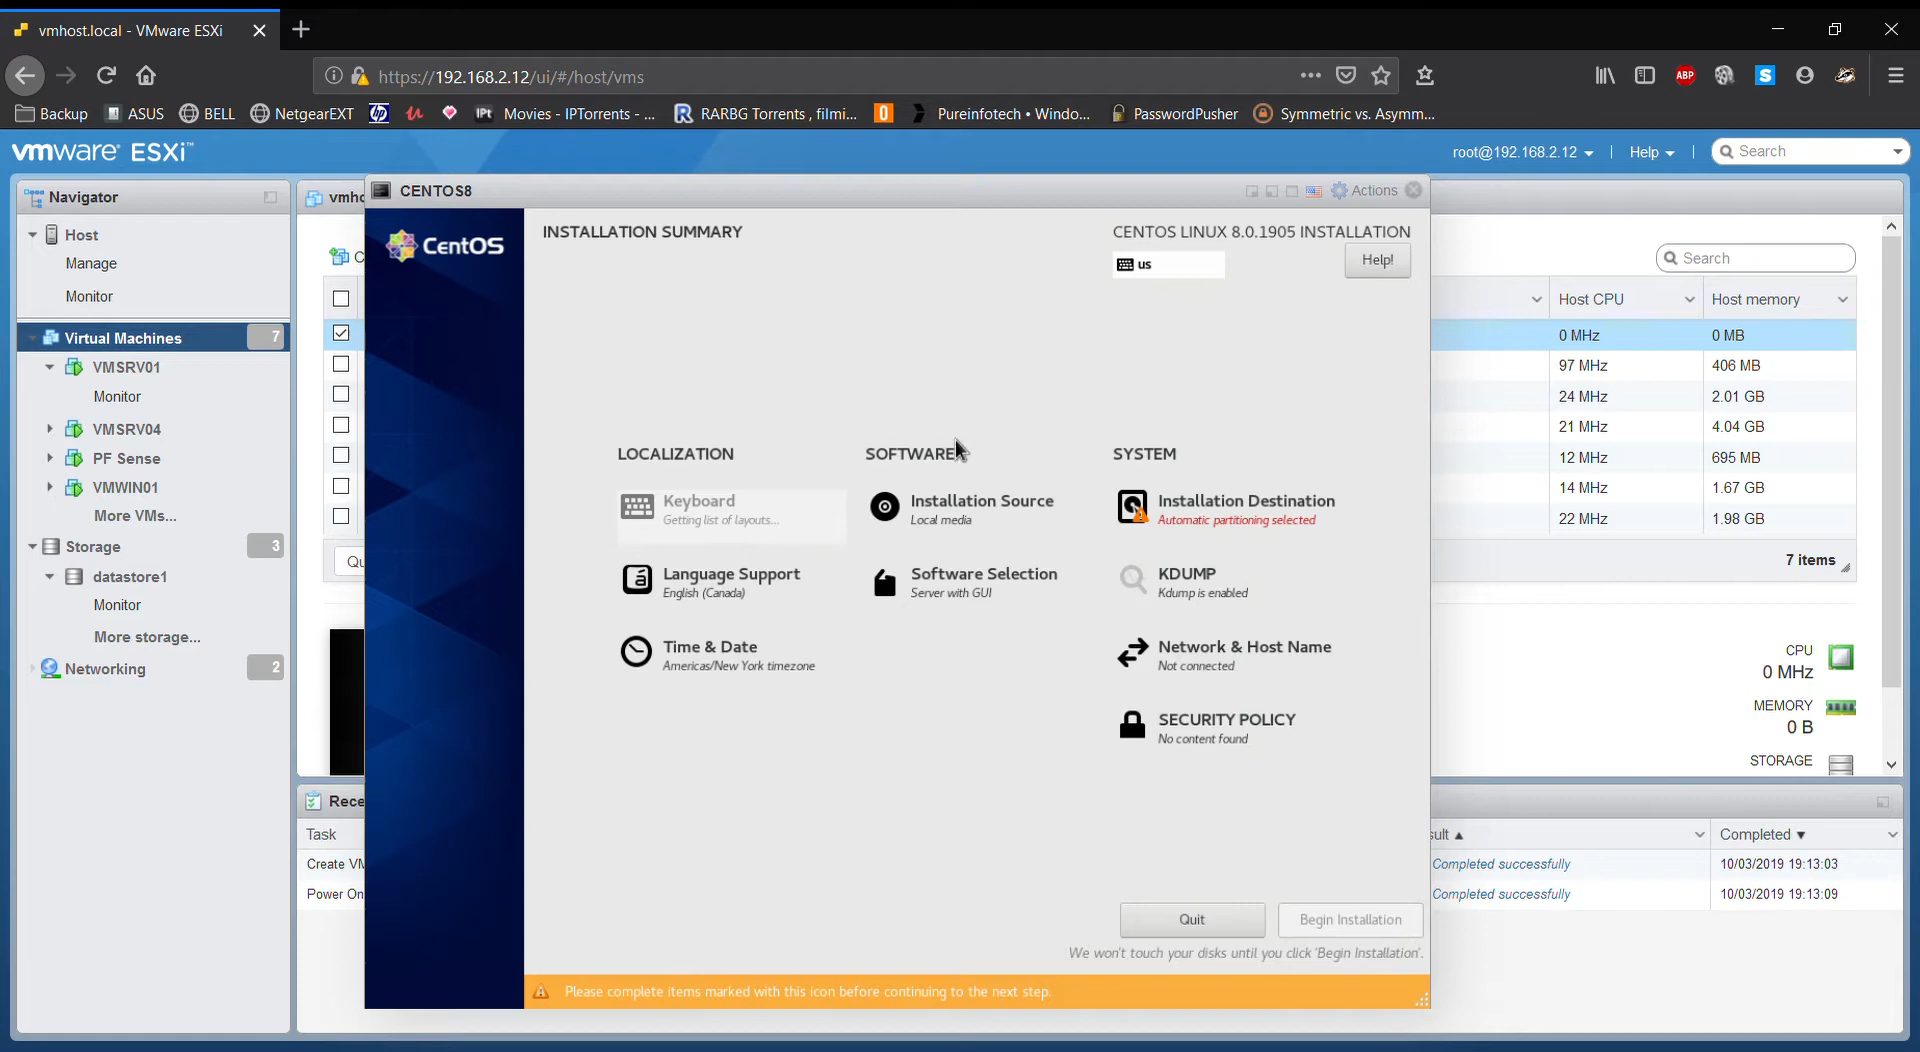 vmhost.local - VMware ESXi
https://192.168.2.12/ui/#/host/vms
ABP
S
Backup
ASUS
BELL
NetgearEXT
hp
IPt
Movies - IPTorrents - ...
R
RARBG Torrents , filmi...
Pureinfotech • Windo...
PasswordPusher
Symmetric vs. Asymm...
vmware® ESXi™
root@192.168.2.12
Help
Search
Navigator
Host
Manage
Monitor
Virtual Machines
7
VMSRV01
Monitor
VMSRV04
PF Sense
VMWIN01
More VMs...
Storage
3
datastore1
Monitor
More storage...
Networking
2
vmho
C
Qu
CENTOS8
Actions
CentOS
INSTALLATION SUMMARY
CENTOS LINUX 8.0.1905 INSTALLATION
us
Help!
LOCALIZATION
Keyboard
Getting list of layouts...
Language Support
English (Canada)
Time & Date
Americas/New York timezone
SOFTWARE
Installation Source
Local media
Software Selection
Server with GUI
SYSTEM
Installation Destination
Automatic partitioning selected
KDUMP
Kdump is enabled
Network & Host Name
Not connected
SECURITY POLICY
No content found
Quit
Begin Installation
We won't touch your disks until you click 'Begin Installation'.
Please complete items marked with this icon before continuing to the next step.
Search
Host CPU
Host memory
0 MHz
0 MB
97 MHz
406 MB
24 MHz
2.01 GB
21 MHz
4.04 GB
12 MHz
695 MB
14 MHz
1.67 GB
22 MHz
1.98 GB
7 items
CPU
0 MHz
MEMORY
0 B
STORAGE
Rece
Task
sult
Completed
Create VM
Completed successfully
10/03/2019 19:13:03
Power On
Completed successfully
10/03/2019 19:13:09